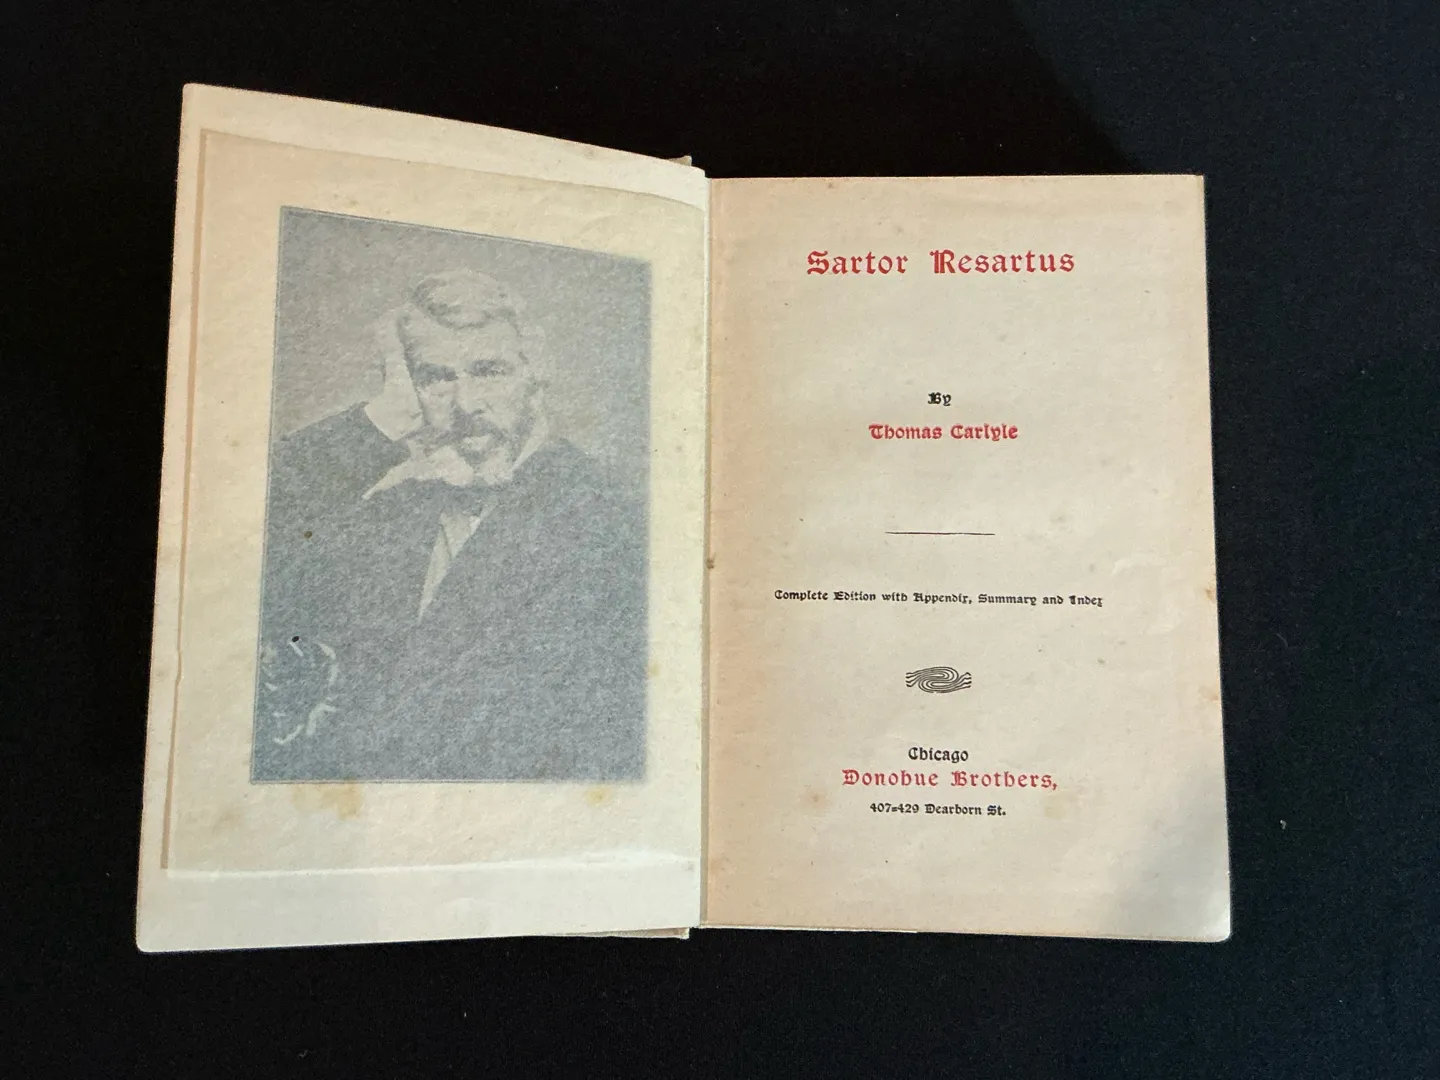 Sartor Resartus
By
Thomas Carlyle
Complete Edition with Appendix, Summary and Index
Chicago
Donohue Brothers,
407=429 Dearborn St.